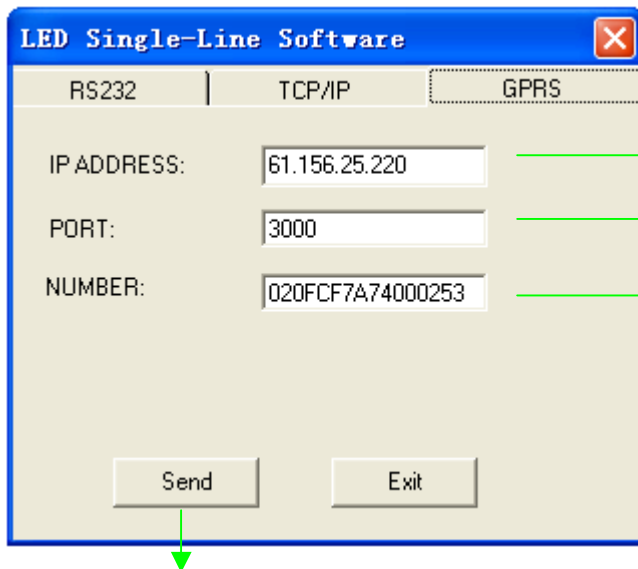 LED Single-Line Software
RS232 TCP/IP GPRS
IP ADDRESS: 61.156.25.220
PORT: 3000
NUMBER: 020FCF7A74000253
Send Exit